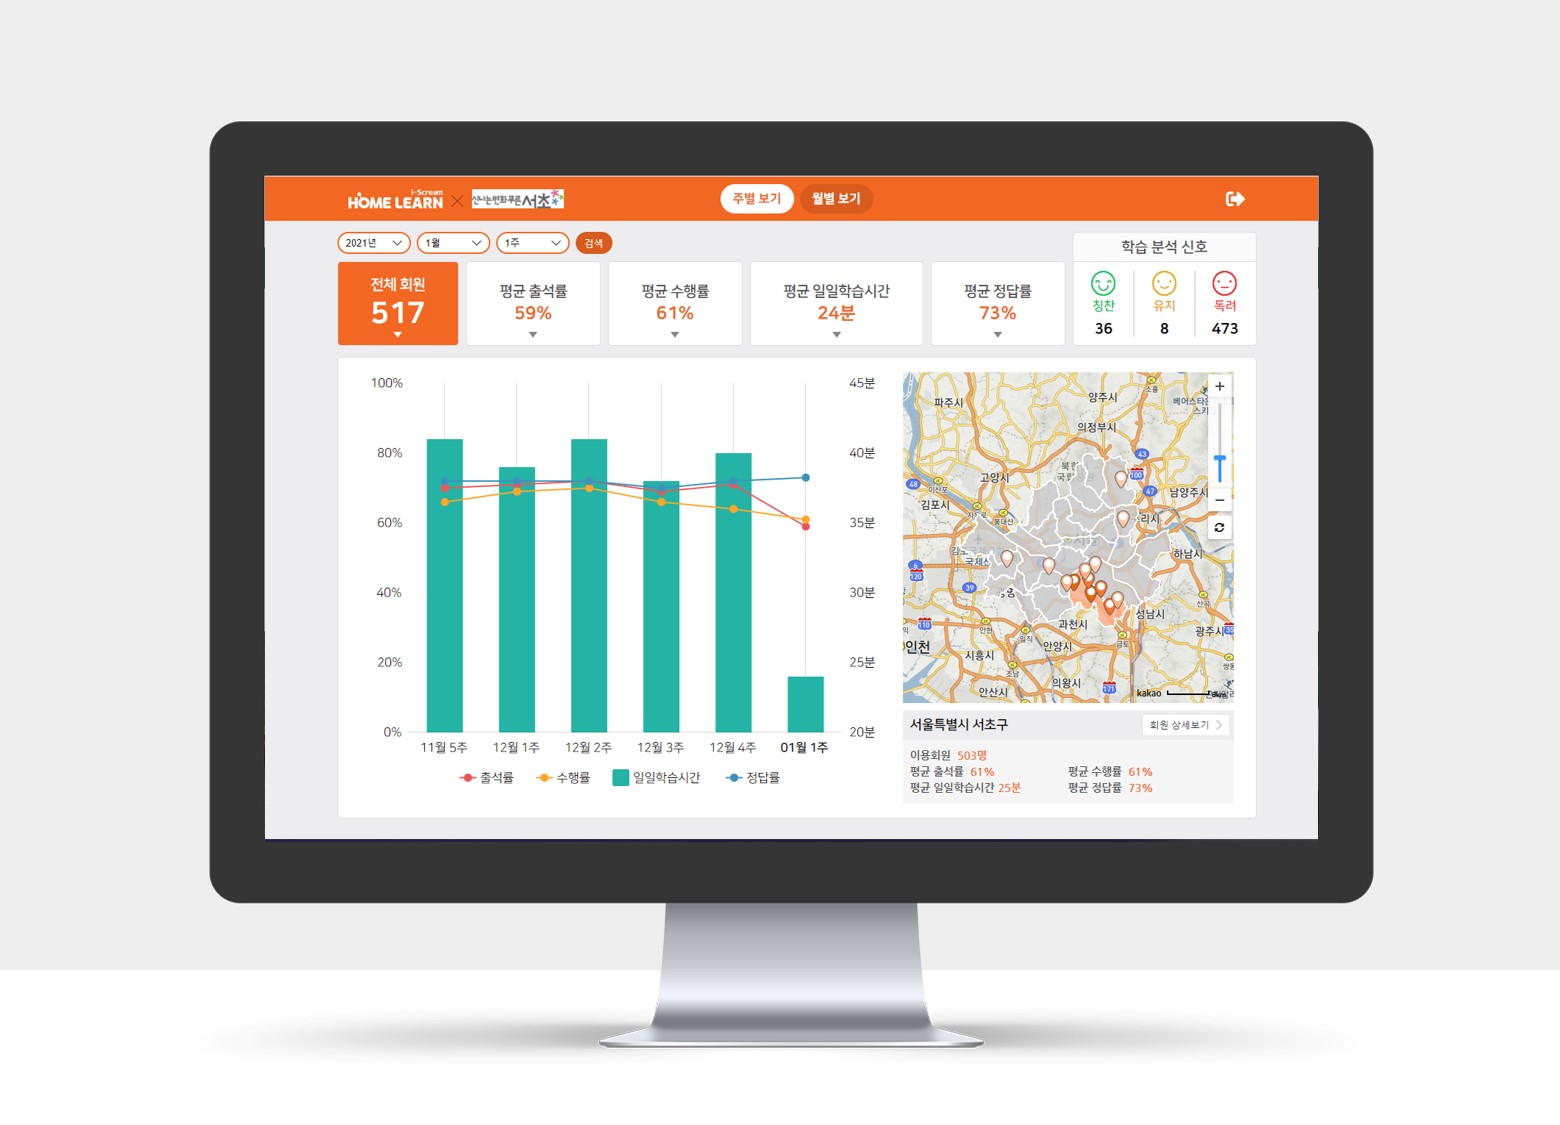 i-Scream
HOME LEARN
신나는변화푸른서초
주별 보기
월별 보기
2021년
1월
1주
검색
전체 회원
517
평균 출석률
59%
평균 수행률
61%
평균 일일학습시간
24분
평균 정답률
73%
학습 분석 신호
칭찬
유지
독려
36
8
473
100%
80%
60%
40%
20%
0%
45분
40분
35분
30분
25분
20분
11월 5주
12월 1주
12월 2주
12월 3주
12월 4주
01월 1주
출석률
수행률
일일학습시간
정답률
파주시
양주시
소흘
의정부시
43
고양시
100
48
47
남양주시
김포시
하남시
120
39
성남시
과천시
안양시
광주시
인천
시흥시
의왕시
안산시
171
kakao
서울특별시 서초구
회원 상세보기
이용회원 503명
평균 출석률 61%
평균 수행률 61%
평균 일일학습시간 25분
평균 정답률 73%